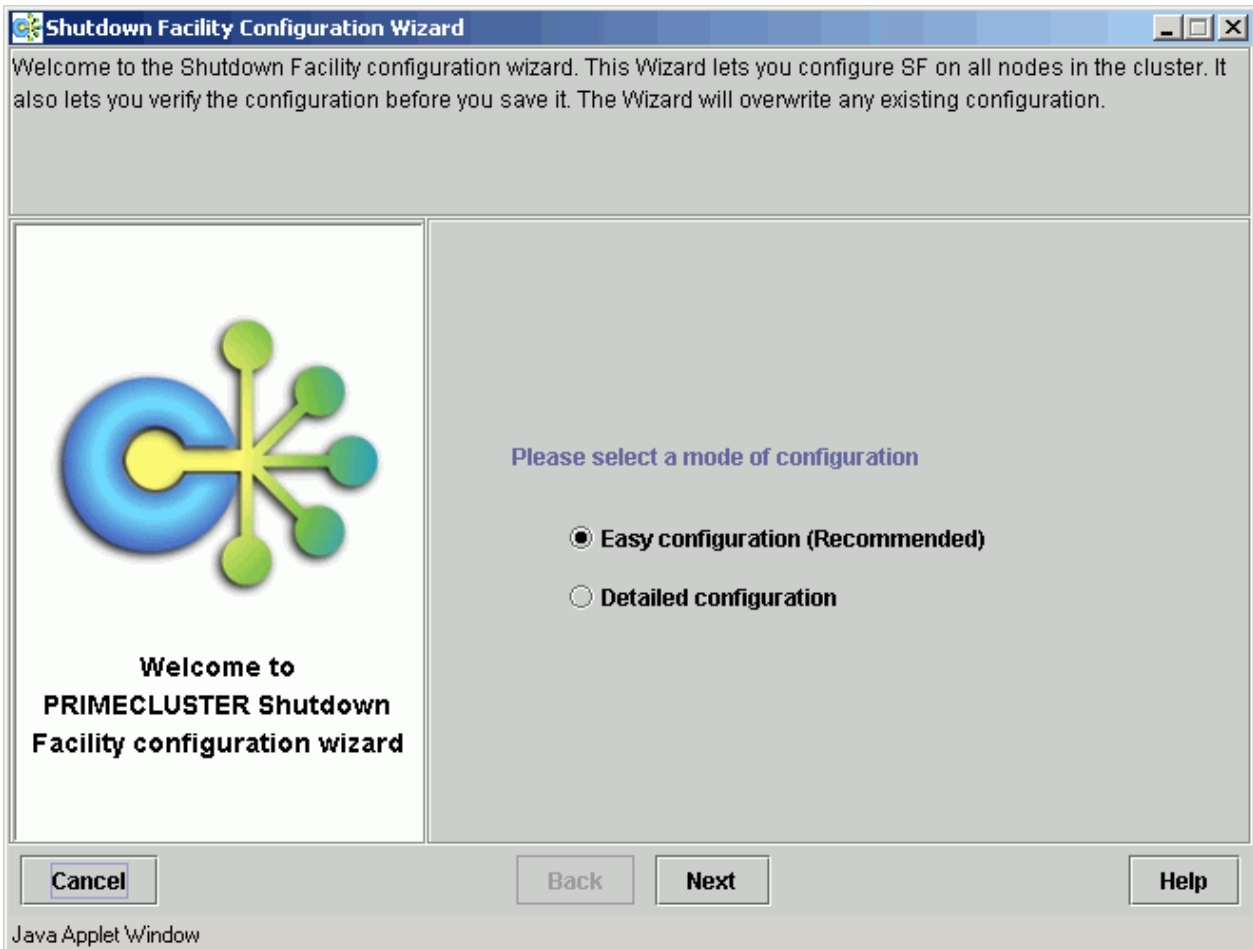 Shutdown Facility Configuration Wizard
Welcome to the Shutdown Facility configuration wizard. This Wizard lets you configure SF on all nodes in the cluster. It
also lets you verify the configuration before you save it. The Wizard will overwrite any existing configuration.
Please select a mode of configuration
Easy configuration (Recommended)
Detailed configuration
Welcome to
PRIMECLUSTER Shutdown
Facility configuration wizard
Cancel
Back
Next
Help
Java Applet Window